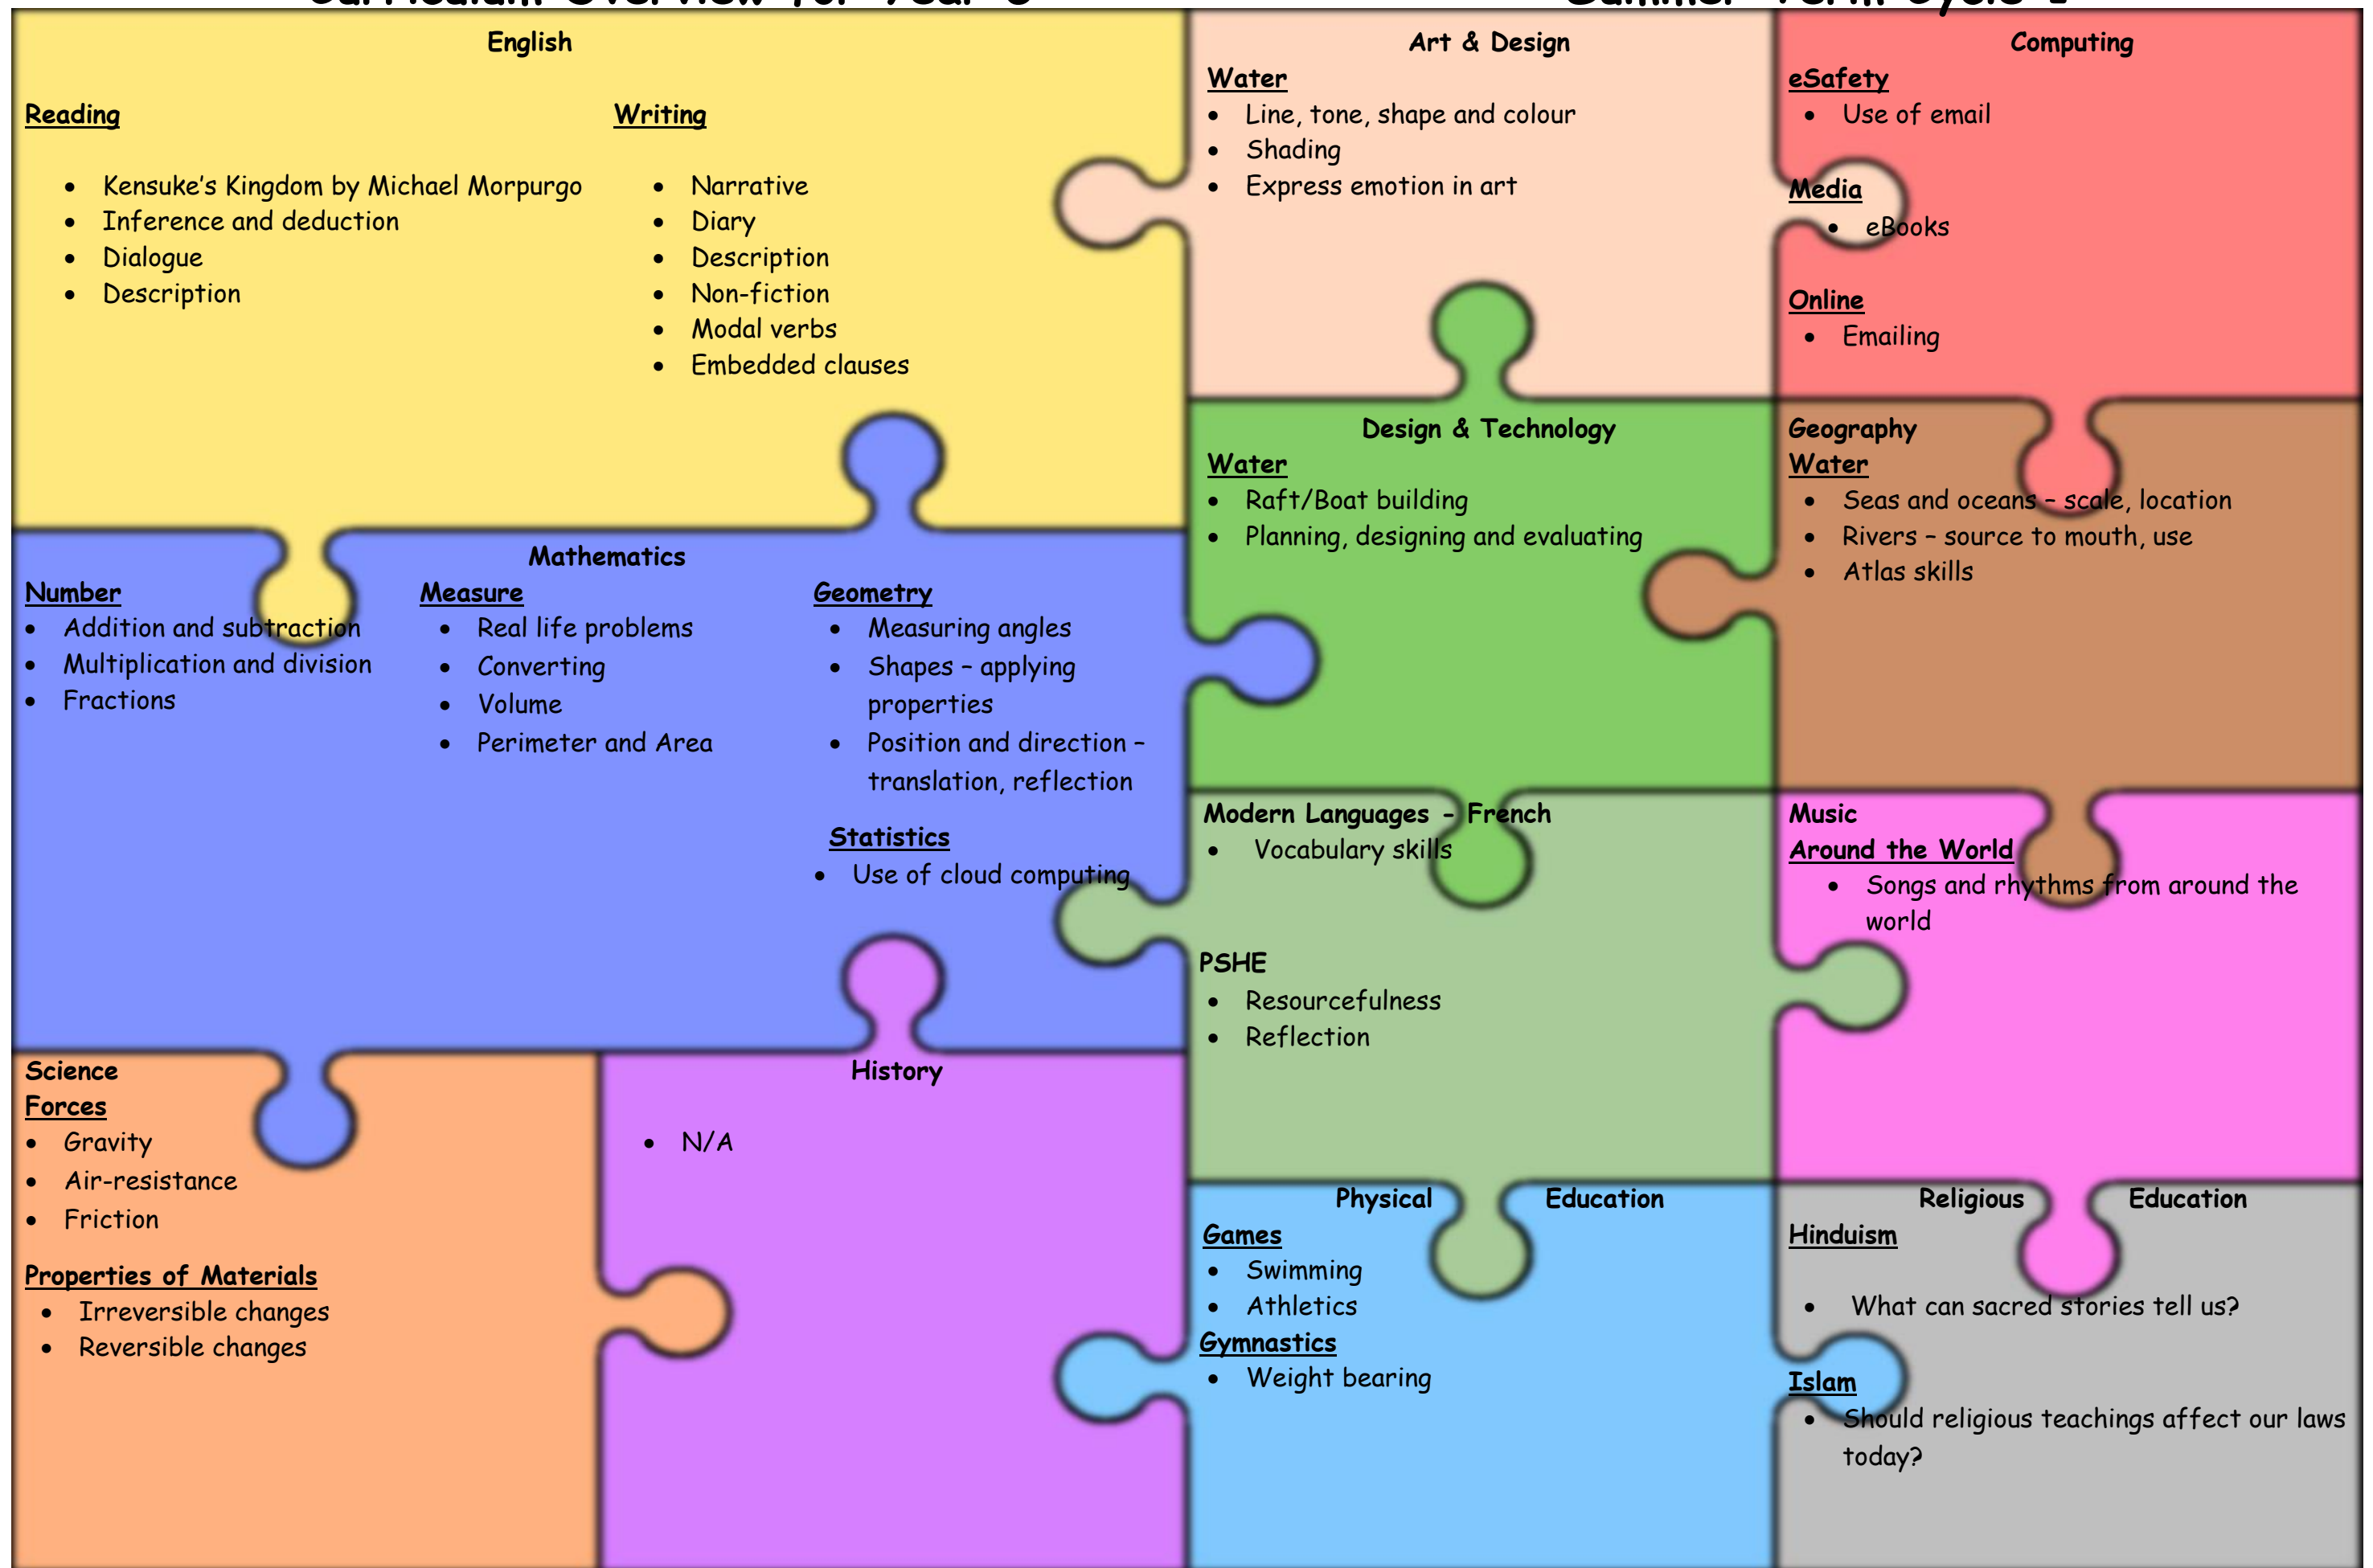 English
Reading
Writing
• Kensuke's Kingdom by Michael Morpurgo
• Inference and deduction
• Dialogue
• Description
• Narrative
• Diary
• Description
• Non-fiction
• Modal verbs
• Embedded clauses
Art & Design
Water
• Line, tone, shape and colour
• Shading
• Express emotion in art
Computing
eSafety
• Use of email
Media
• eBooks
Online
• Emailing
Mathematics
Number
• Addition and subtraction
• Multiplication and division
• Fractions
Measure
• Real life problems
• Converting
• Volume
• Perimeter and Area
Geometry
• Measuring angles
• Shapes – applying
properties
• Position and direction –
translation, reflection
Statistics
• Use of cloud computing
Design & Technology
Water
• Raft/Boat building
• Planning, designing and evaluating
Geography
Water
• Seas and oceans – scale, location
• Rivers – source to mouth, use
• Atlas skills
Modern Languages - French
• Vocabulary skills
PSHE
• Resourcefulness
• Reflection
Music
Around the World
• Songs and rhythms from around the
world
Science
Forces
• Gravity
• Air-resistance
• Friction
Properties of Materials
• Irreversible changes
• Reversible changes
History
• N/A
Physical Education
Games
• Swimming
• Athletics
Gymnastics
• Weight bearing
Religious Education
Hinduism
• What can sacred stories tell us?
Islam
• Should religious teachings affect our laws
today?